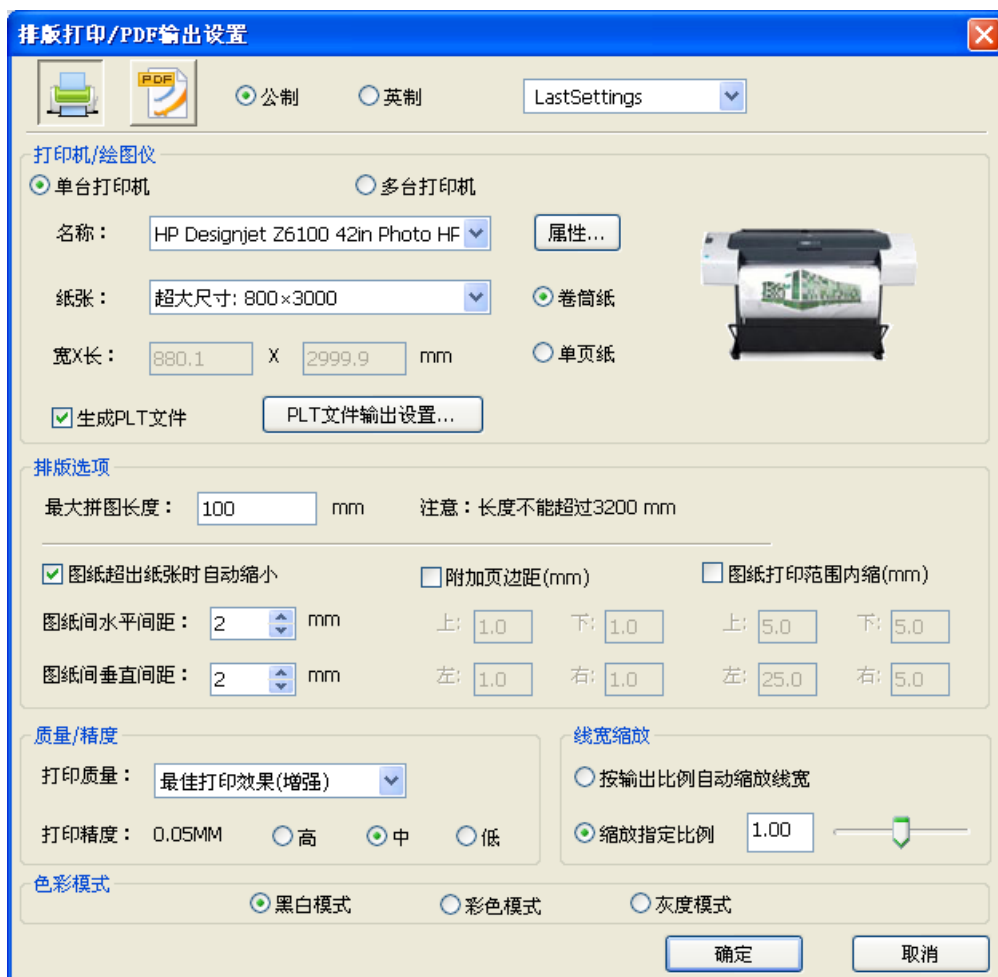 排版打印/PDF输出设置
PDF 公制 英制 LastSettings
打印机/绘图仪
单台打印机 多台打印机
名称： HP Designjet Z6100 42in Photo HF 属性...
纸张： 超大尺寸: 800×3000 卷筒纸
宽X长： 880.1 X 2999.9 mm 单页纸
生成PLT文件 PLT文件输出设置...
排版选项
最大拼图长度： 100 mm 注意：长度不能超过3200 mm
图纸超出纸张时自动缩小 附加页边距(mm) 图纸打印范围内缩(mm)
图纸间水平间距： 2 mm 上: 1.0 下: 1.0 上: 5.0 下: 5.0
图纸间垂直间距： 2 mm 左: 1.0 右: 1.0 左: 25.0 右: 5.0
质量/精度 线宽缩放
打印质量： 最佳打印效果(增强) 按输出比例自动缩放线宽
打印精度： 0.05MM 高 中 低 缩放指定比例 1.00
色彩模式
黑白模式 彩色模式 灰度模式
确定 取消